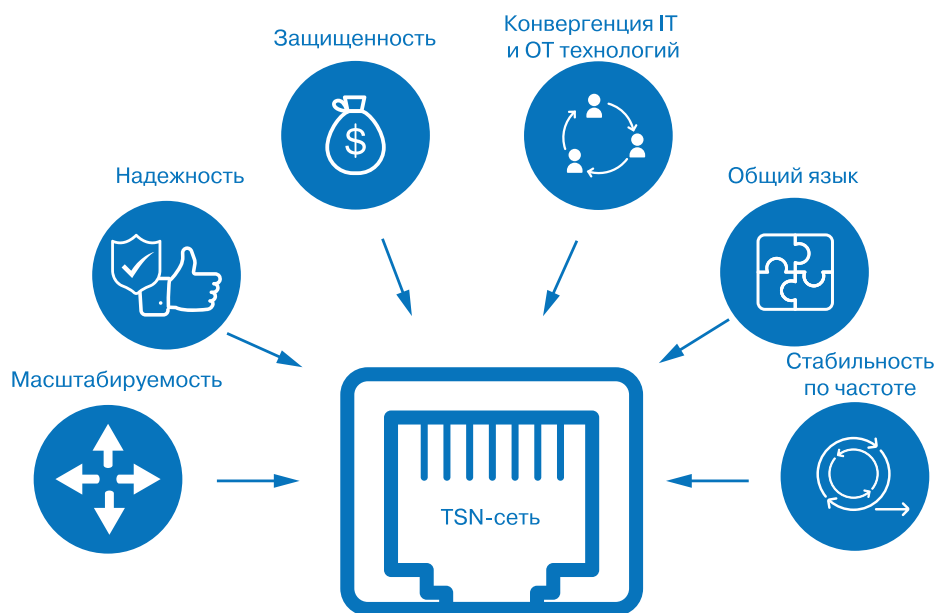 Конвергенция IT
и ОТ технологий
Защищенность
Надежность
Общий язык
Масштабируемость
Стабильность
по частоте
$
TSN-сеть